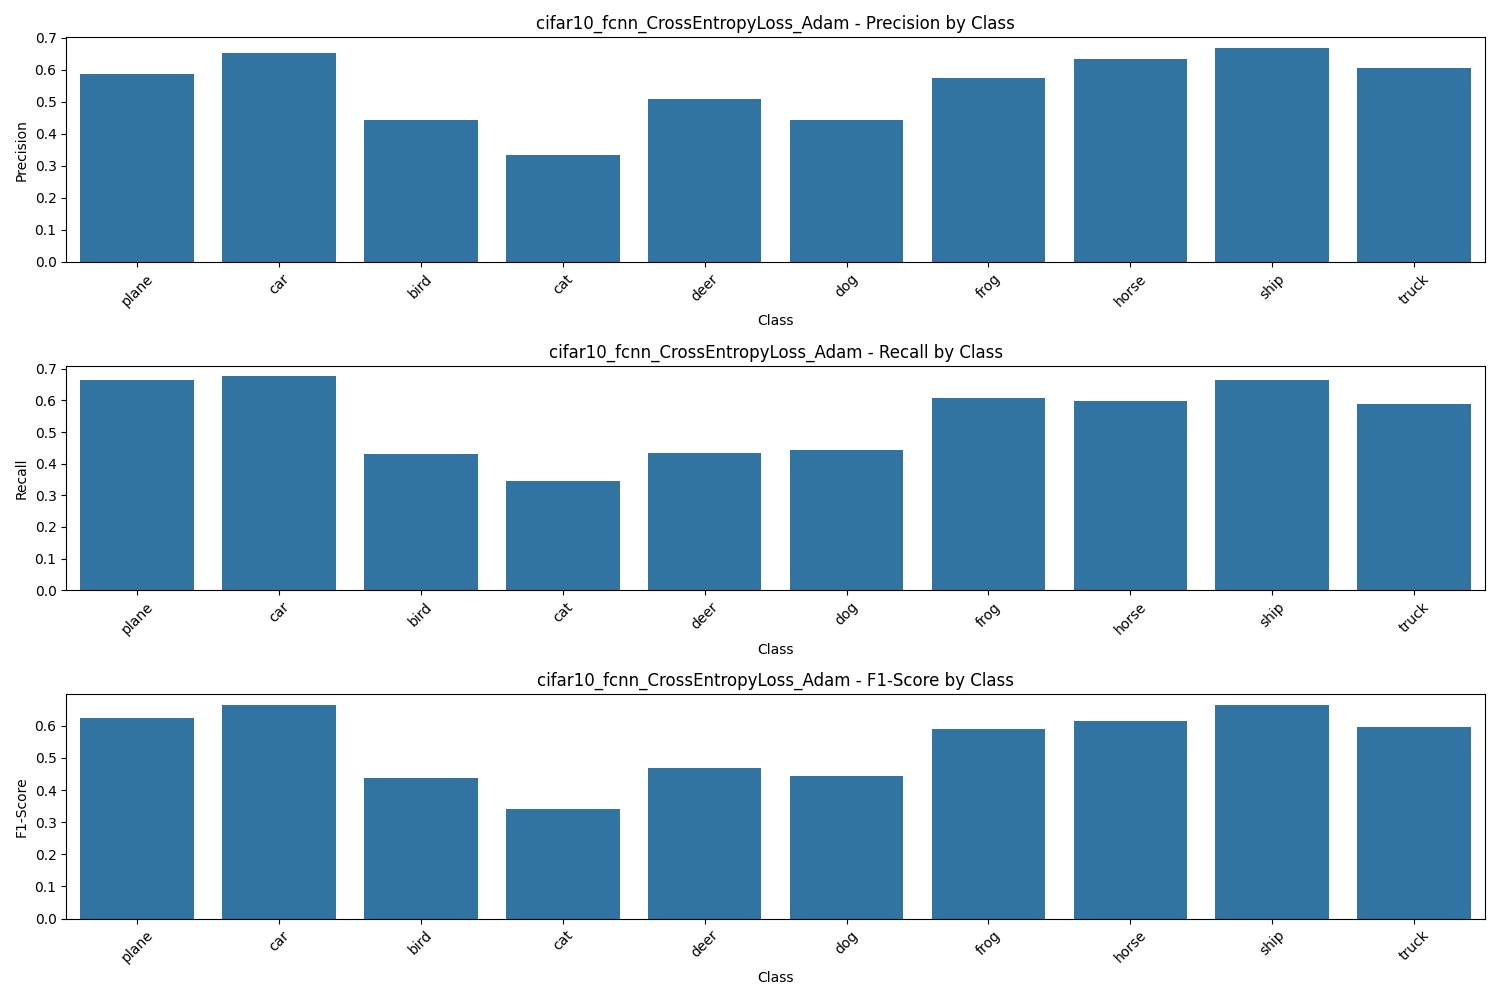 cifar10_fcnn_CrossEntropyLoss_Adam - Precision by Class
0.7
0.6
0.5
0.4
0.3
0.2
0.1
0.0
Precision
plane car bird cat deer dog frog horse ship truck
Class
cifar10_fcnn_CrossEntropyLoss_Adam - Recall by Class
0.7
0.6
0.5
0.4
0.3
0.2
0.1
0.0
Recall
plane car bird cat deer dog frog horse ship truck
Class
cifar10_fcnn_CrossEntropyLoss_Adam - F1-Score by Class
0.6
0.5
0.4
0.3
0.2
0.1
0.0
F1-Score
plane car bird cat deer dog frog horse ship truck
Class